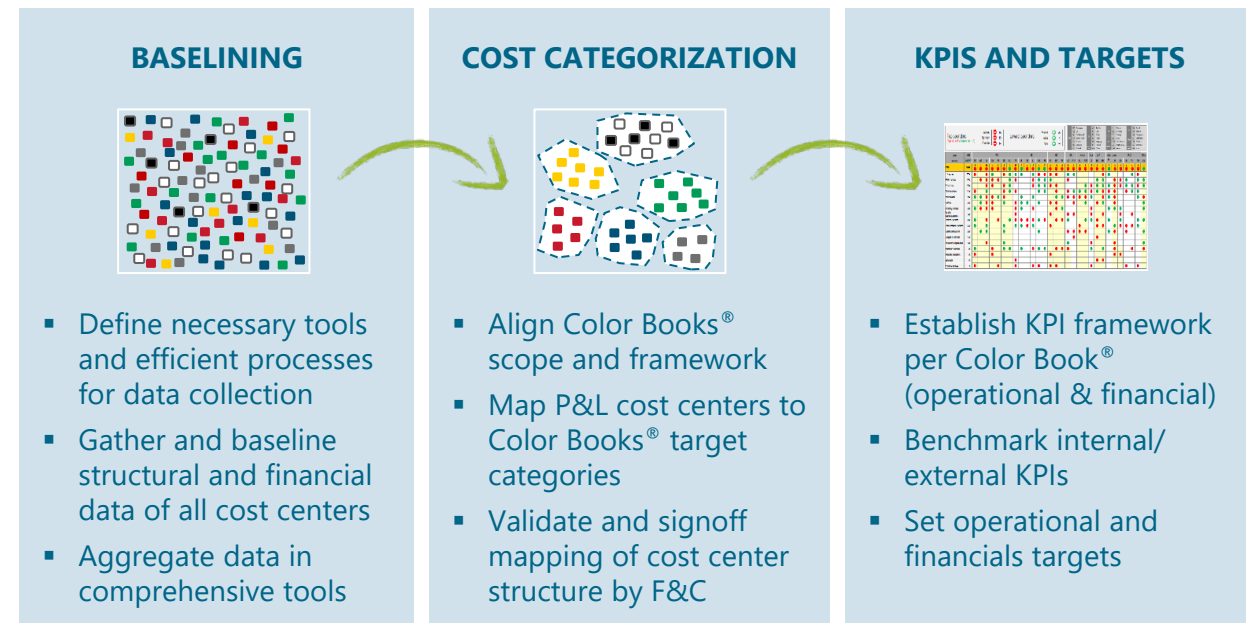 BASELINING
Define necessary tools
and efficient processes
for data collection
Gather and baseline
structural and financial
data of all cost centers
Aggregate data in
comprehensive tools
COST CATEGORIZATION
Align Color Books®
scope and framework
Map P&L cost centers to
Color Books® target
categories
Validate and signoff
mapping of cost center
structure by F&C
KPIS AND TARGETS
Establish KPI framework
per Color Book®
(operational & financial)
Benchmark internal/
external KPIs
Set operational and
financials targets